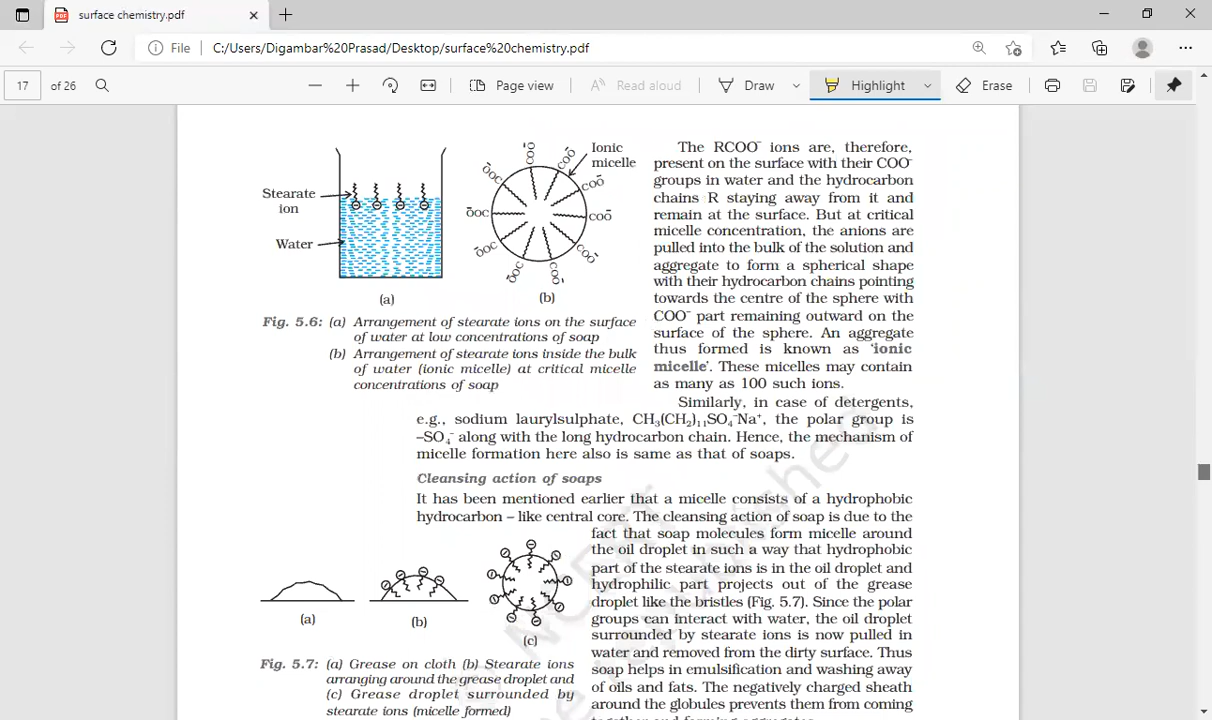 surface chemistry.pdf
File
C:/Users/Digambar%20Prasad/Desktop/surface%20chemistry.pdf
17 of 26
Page view
Read aloud
Draw
Highlight
Erase
Stearate ion
Water
(a)
COŌ
COŌ
COŌ
COŌ
COŌ
COŌ
ŌOC
ŌOC
ŌOC
ŌOC
Ionic micelle
(b)
Fig. 5.6: (a) Arrangement of stearate ions on the surface
of water at low concentrations of soap
(b) Arrangement of stearate ions inside the bulk
of water (ionic micelle) at critical micelle
concentrations of soap
The RCOO⁻ ions are, therefore,
present on the surface with their COO⁻
groups in water and the hydrocarbon
chains R staying away from it and
remain at the surface. But at critical
micelle concentration, the anions are
pulled into the bulk of the solution and
aggregate to form a spherical shape
with their hydrocarbon chains pointing
towards the centre of the sphere with
COO⁻ part remaining outward on the
surface of the sphere. An aggregate
thus formed is known as 'ionic
micelle'. These micelles may contain
as many as 100 such ions.
Similarly, in case of detergents,
e.g., sodium laurylsulphate, CH₃(CH₂)₁₁SO₄⁻Na⁺, the polar group is
–SO₄⁻ along with the long hydrocarbon chain. Hence, the mechanism of
micelle formation here also is same as that of soaps.
Cleansing action of soaps
It has been mentioned earlier that a micelle consists of a hydrophobic
hydrocarbon – like central core. The cleansing action of soap is due to the
fact that soap molecules form micelle around
the oil droplet in such a way that hydrophobic
part of the stearate ions is in the oil droplet and
hydrophilic part projects out of the grease
droplet like the bristles (Fig. 5.7). Since the polar
groups can interact with water, the oil droplet
surrounded by stearate ions is now pulled in
water and removed from the dirty surface. Thus
soap helps in emulsification and washing away
of oils and fats. The negatively charged sheath
around the globules prevents them from coming
together and forming aggregates.
(a)
(b)
(c)
Fig. 5.7: (a) Grease on cloth (b) Stearate ions
arranging around the grease droplet and
(c) Grease droplet surrounded by
stearate ions (micelle formed)